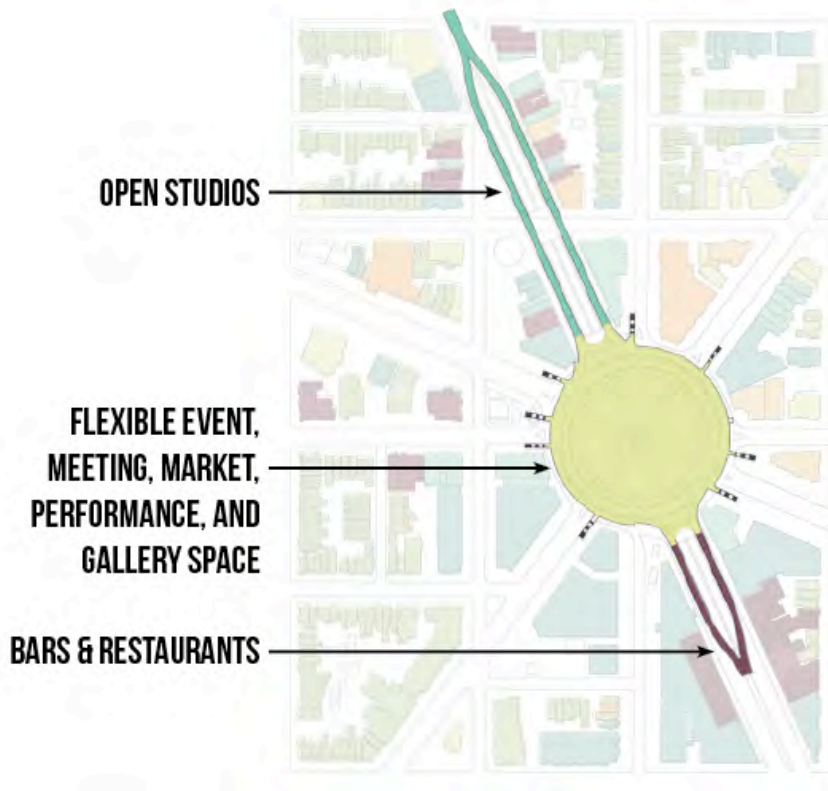 OPEN STUDIOS
FLEXIBLE EVENT,
MEETING, MARKET,
PERFORMANCE, AND
GALLERY SPACE
BARS & RESTAURANTS